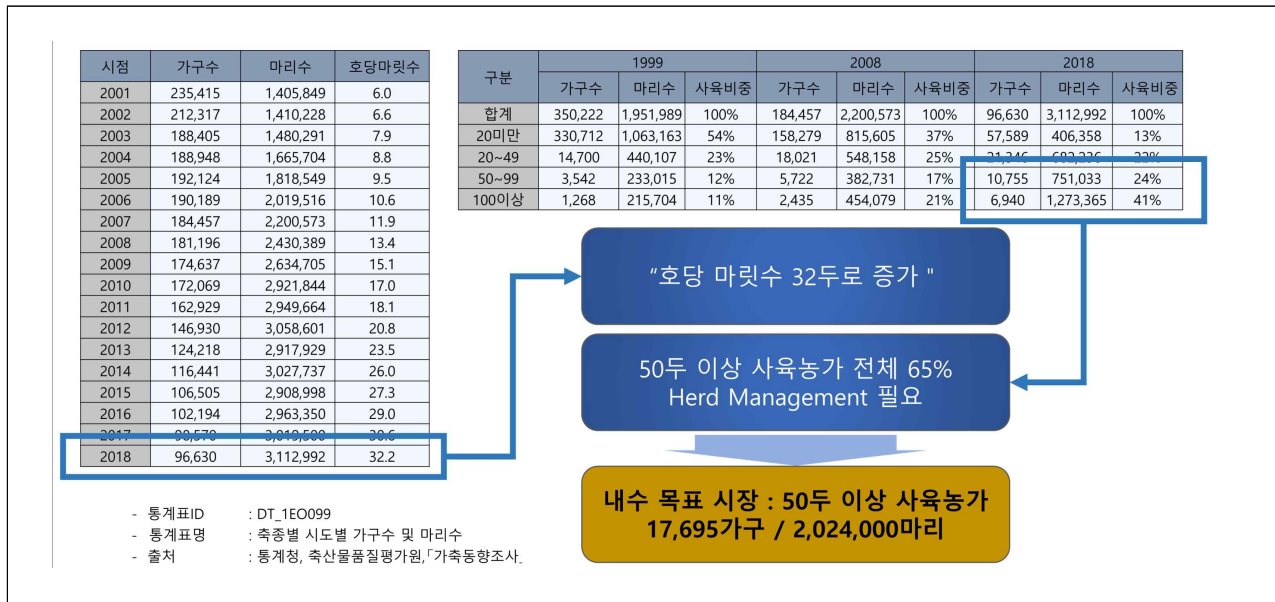 시점 가구수 마리수 호당마릿수
2001 235,415 1,405,849 6.0
2002 212,317 1,410,228 6.6
2003 188,405 1,480,291 7.9
2004 188,948 1,665,704 8.8
2005 192,124 1,818,549 9.5
2006 190,189 2,019,516 10.6
2007 184,457 2,200,573 11.9
2008 181,196 2,430,389 13.4
2009 174,637 2,634,705 15.1
2010 172,069 2,921,844 17.0
2011 162,929 2,949,664 18.1
2012 146,930 3,058,601 20.8
2013 124,218 2,917,929 23.5
2014 116,441 3,027,737 26.0
2015 106,505 2,908,998 27.3
2016 102,194 2,963,350 29.0
2017 30.6
2018 96,630 3,112,992 32.2
- 통계표ID : DT_1EO099
- 통계표명 : 축종별 시도별 가구수 및 마리수
- 출처 : 통계청, 축산물품질평가원,「가축동향조사」
구분 1999 2008 2018
가구수 마리수 사육비중 가구수 마리수 사육비중 가구수 마리수 사육비중
합계 350,222 1,951,989 100% 184,457 2,200,573 100% 96,630 3,112,992 100%
20미만 330,712 1,063,163 54% 158,279 815,605 37% 57,589 406,358 13%
20~49 14,700 440,107 23% 18,021 548,158 25% 22%
50~99 3,542 233,015 12% 5,722 382,731 17% 10,755 751,033 24%
100이상 1,268 215,704 11% 2,435 454,079 21% 6,940 1,273,365 41%
“호당 마릿수 32두로 증가 "
50두 이상 사육농가 전체 65%
Herd Management 필요
내수 목표 시장 : 50두 이상 사육농가
17,695가구 / 2,024,000마리